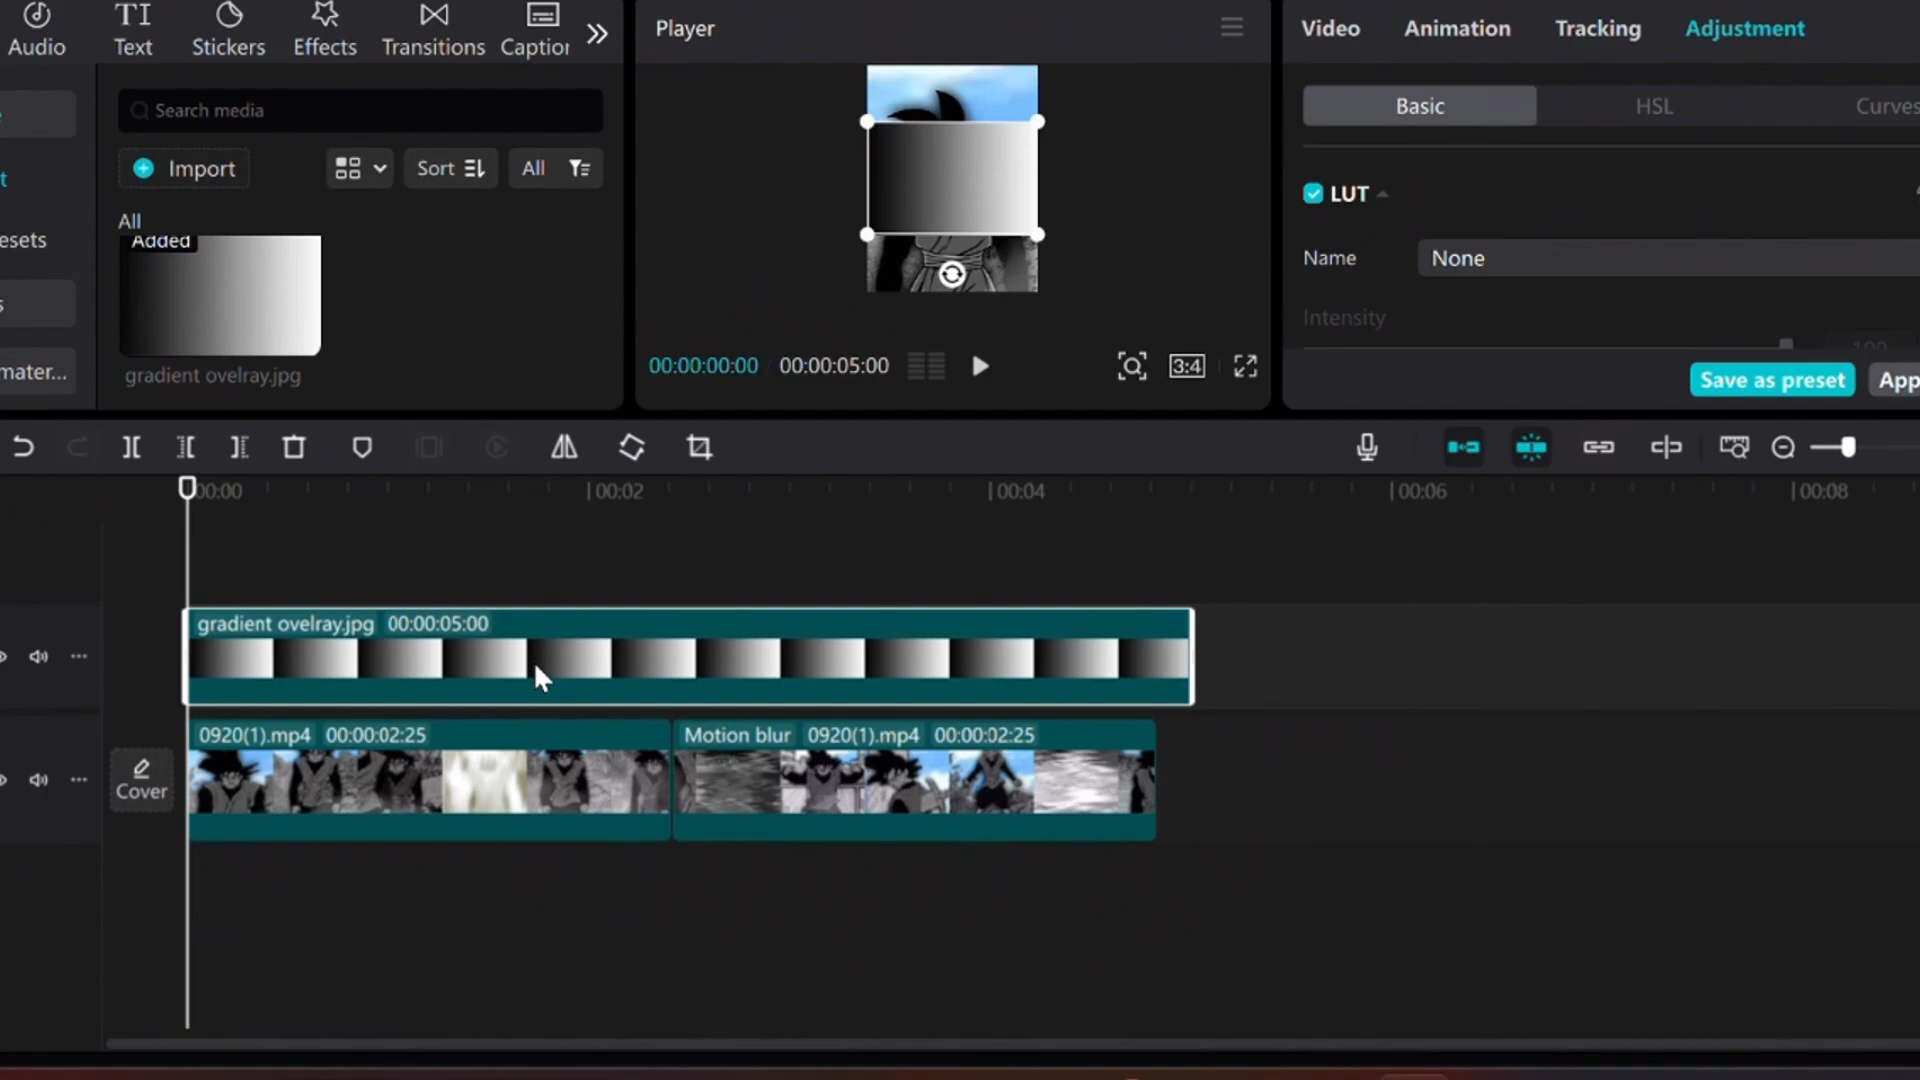 Audio
Text
Stickers
Effects
Transitions
Captior
Search media
Import
Sort
All
All
Added
gradient ovelray.jpg
esets
mater...
Player
00:00:00:00
00:00:05:00
3:4
Video
Animation
Tracking
Adjustment
Basic
HSL
Curves
LUT
Name
None
Intensity
Save as preset
App
00:00
00:02
00:04
00:06
00:08
gradient ovelray.jpg 00:00:05:00
0920(1).mp4 00:00:02:25
Motion blur 0920(1).mp4 00:00:02:25
Cover